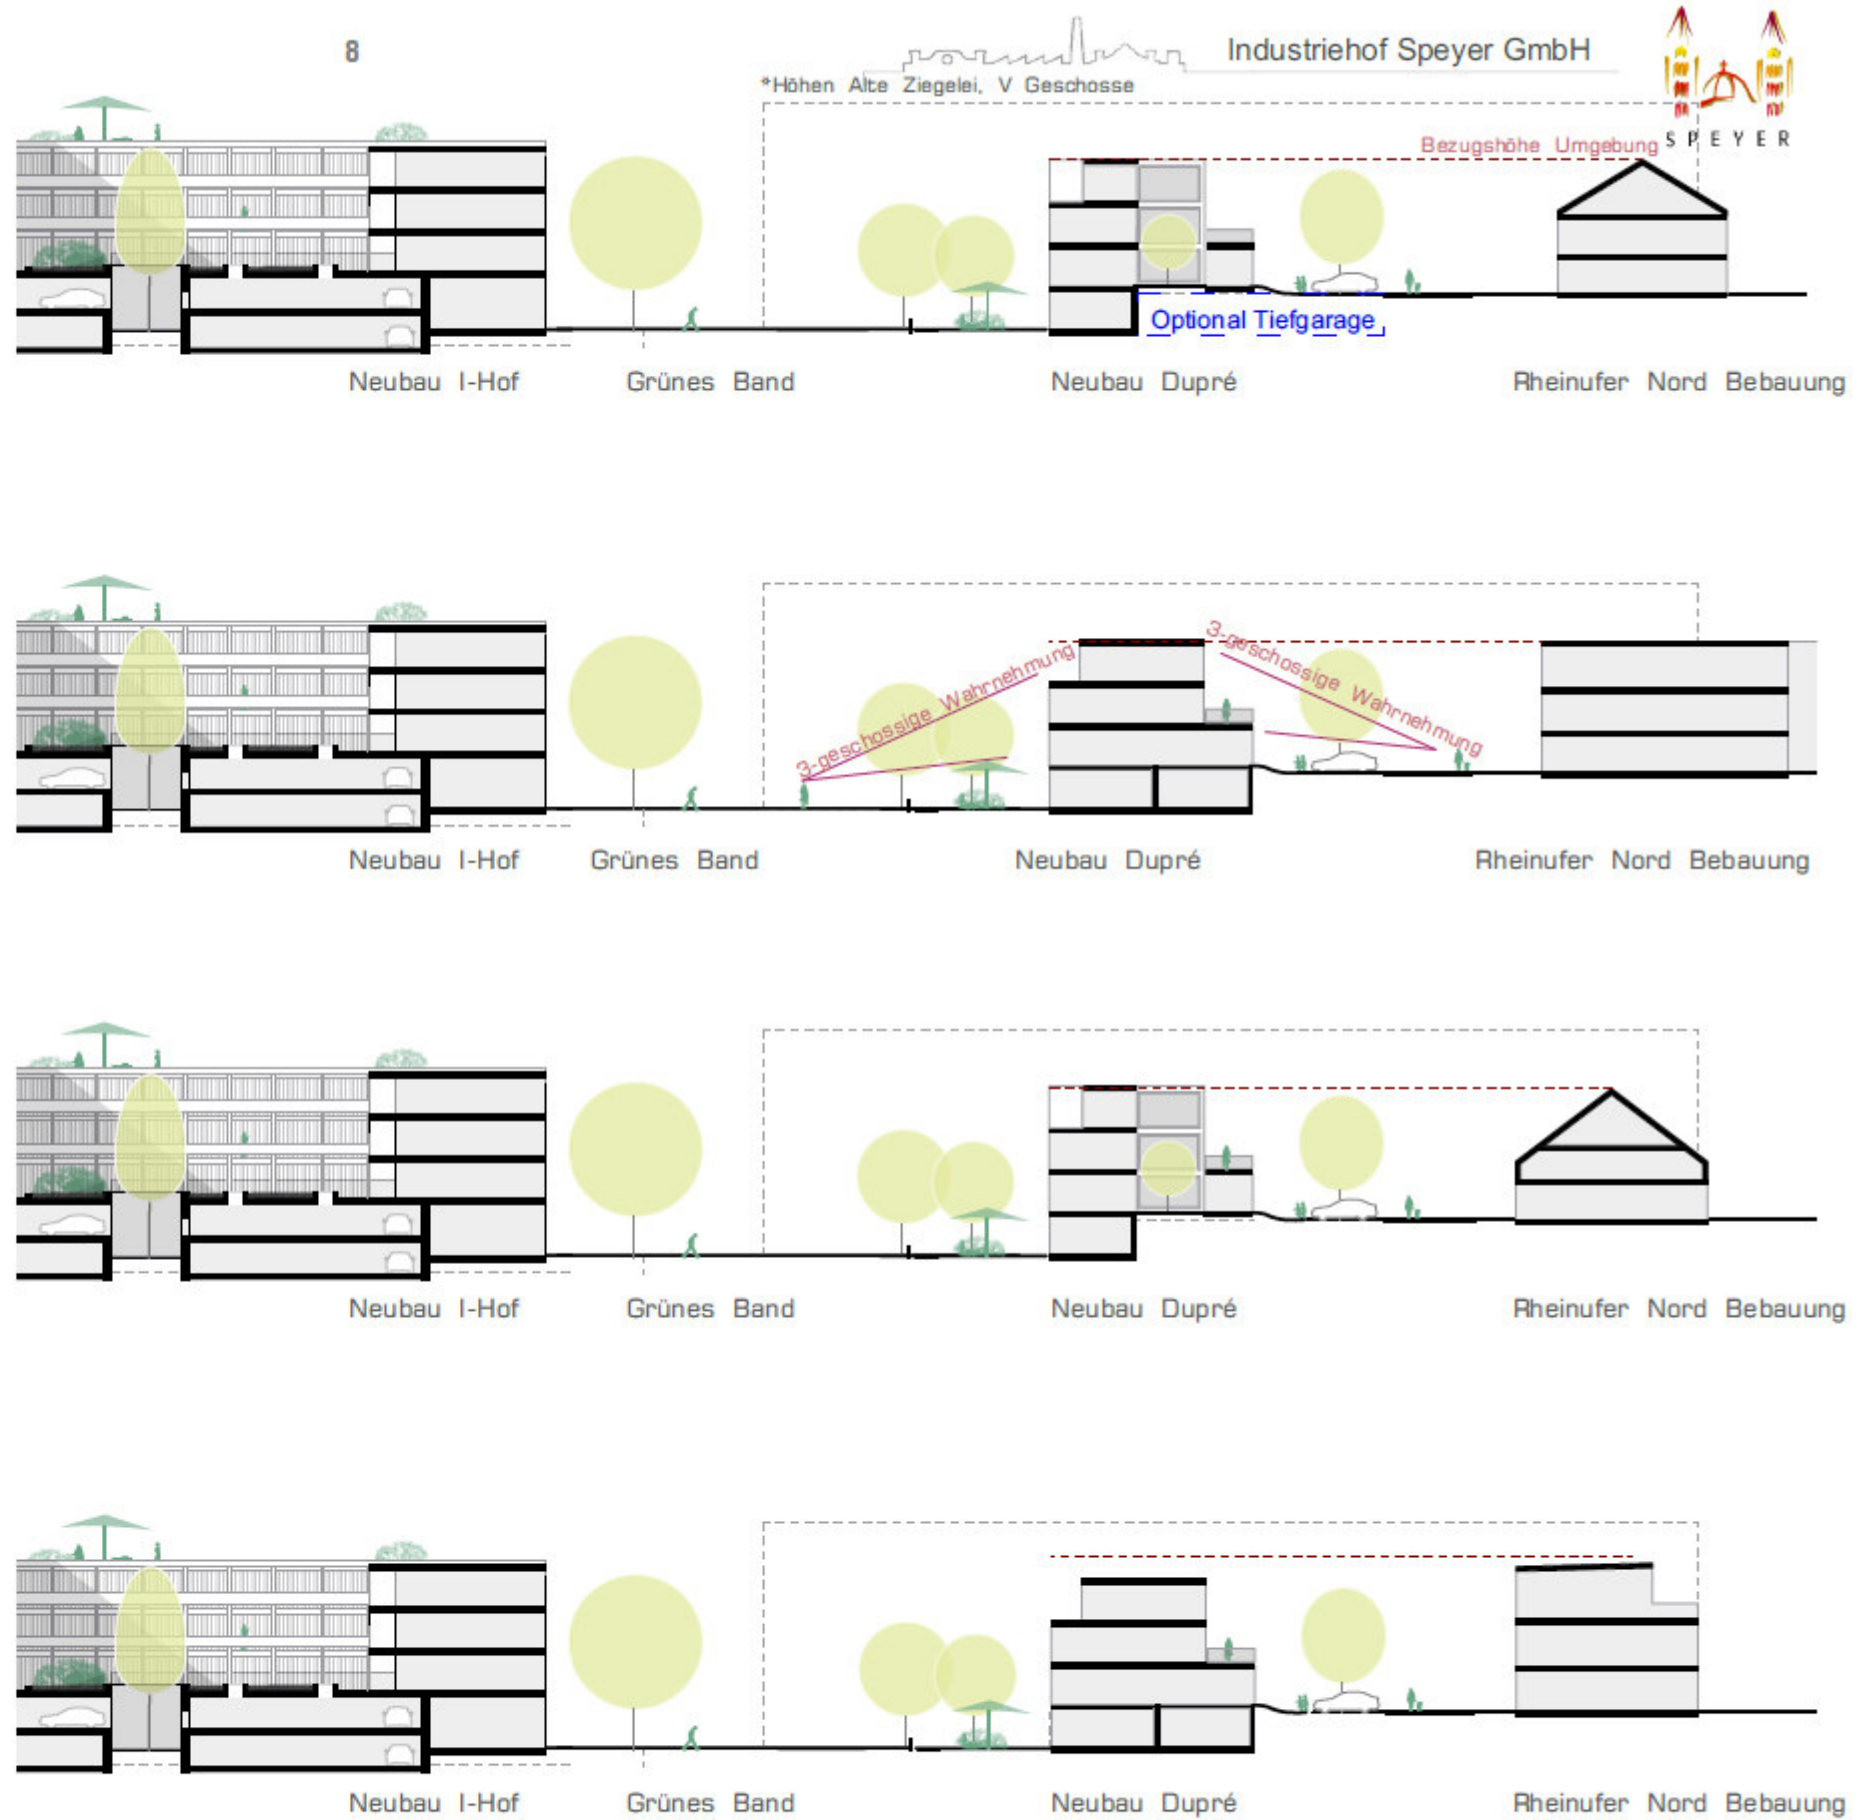 8
Industriehof Speyer GmbH
*Höhen Alte Ziegelei, V Geschosse
SPEYER
Bezugshöhe Umgebung
Optional Tiefgarage
Neubau I-Hof Grünes Band Neubau Dupré Rheinufer Nord Bebauung
3-geschossige Wahrnehmung
3-geschossige Wahrnehmung
Neubau I-Hof Grünes Band Neubau Dupré Rheinufer Nord Bebauung
Neubau I-Hof Grünes Band Neubau Dupré Rheinufer Nord Bebauung
Neubau I-Hof Grünes Band Neubau Dupré Rheinufer Nord Bebauung